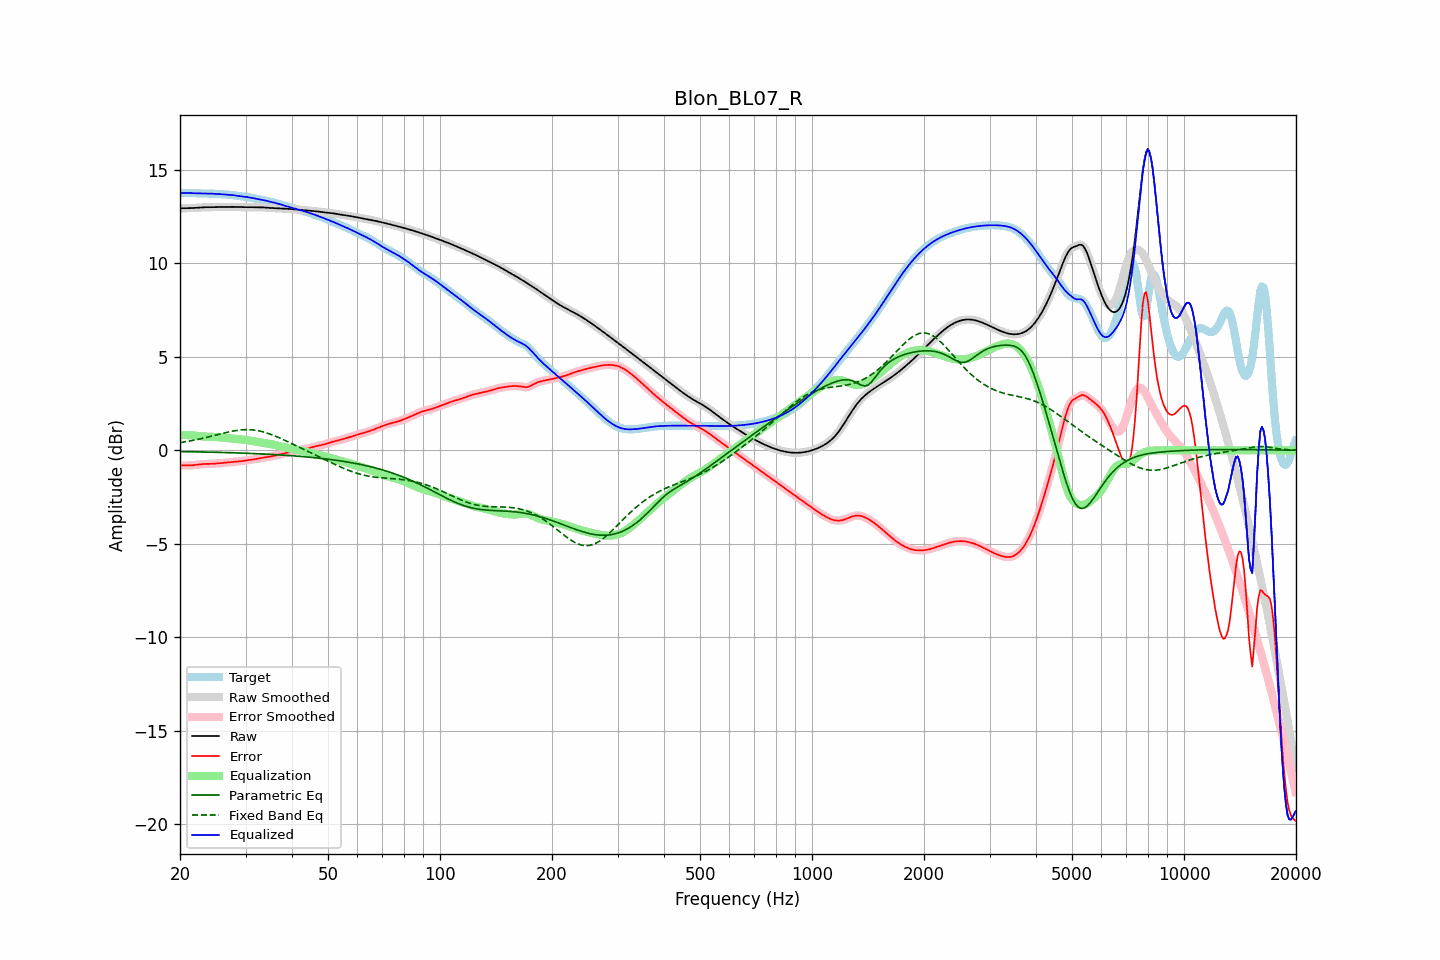 Blon_BL07_R
Amplitude (dBr)
15
10
5
0
−5
−10
−15
−20
Target
Raw Smoothed
Error Smoothed
Raw
Error
Equalization
Parametric Eq
Fixed Band Eq
Equalized
20
50
100
200
500
1000
2000
5000
10000
20000
Frequency (Hz)